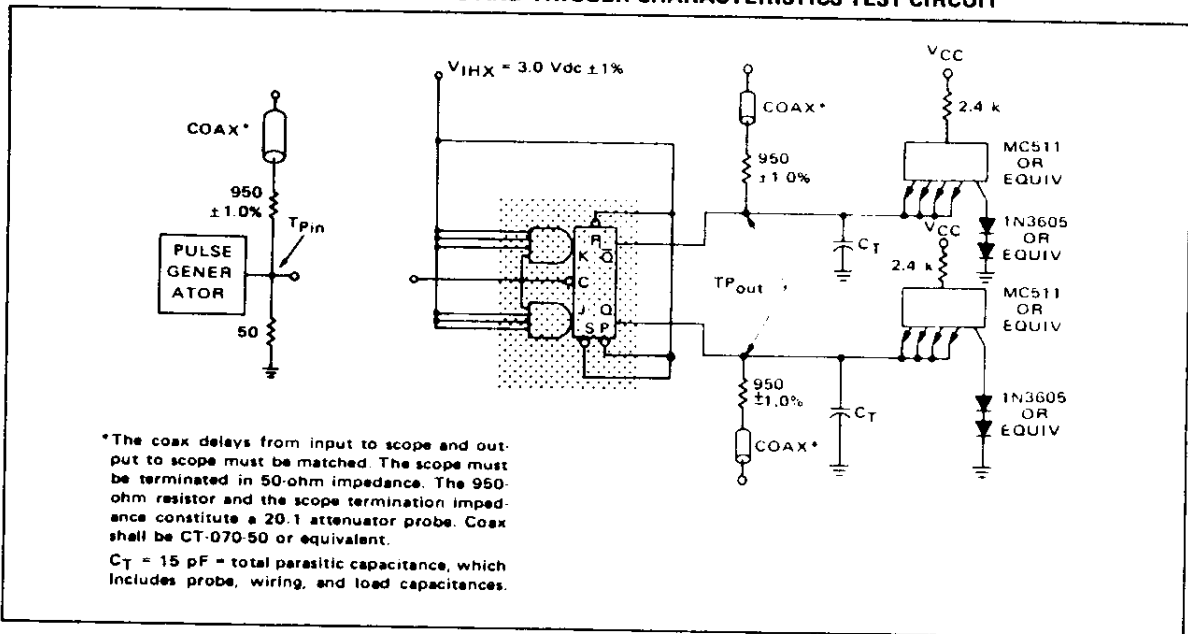 TRIGGER CHARACTERISTICS TEST CIRCUIT
VIHX = 3.0 Vdc ±1%
COAX*
950
±1.0%
TPin
PULSE
GENER
ATOR
50
R
K
Q̅
C
J
Q
S P
COAX*
950
±1.0%
CT
TPout
950
±1.0%
COAX*
CT
VCC
2.4 k
MC511
OR
EQUIV
1N3605
OR
EQUIV
VCC
2.4 k
MC511
OR
EQUIV
1N3605
OR
EQUIV
*The coax delays from input to scope and out-
put to scope must be matched. The scope must
be terminated in 50-ohm impedance. The 950-
ohm resistor and the scope termination imped-
ance constitute a 20.1 attenuator probe. Coax
shall be CT-070-50 or equivalent.
CT = 15 pF = total parasitic capacitance, which
includes probe, wiring, and load capacitances.